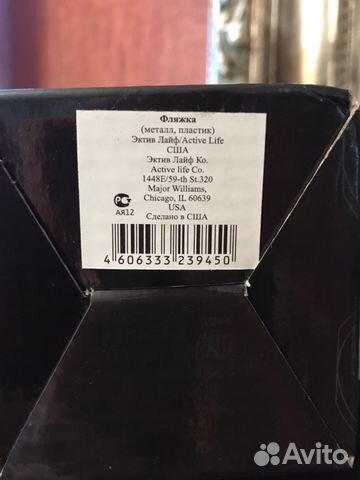 Фляжка
(металл, пластик)
Эктив Лайф/Active Life
США
Эктив Лайф Ко.
Active life Co.
1448E/59-th St.320
Major Williams,
Chicago, IL 60639
USA
Сделано в США
РС
АЯ12
4 606333 239450
Avito